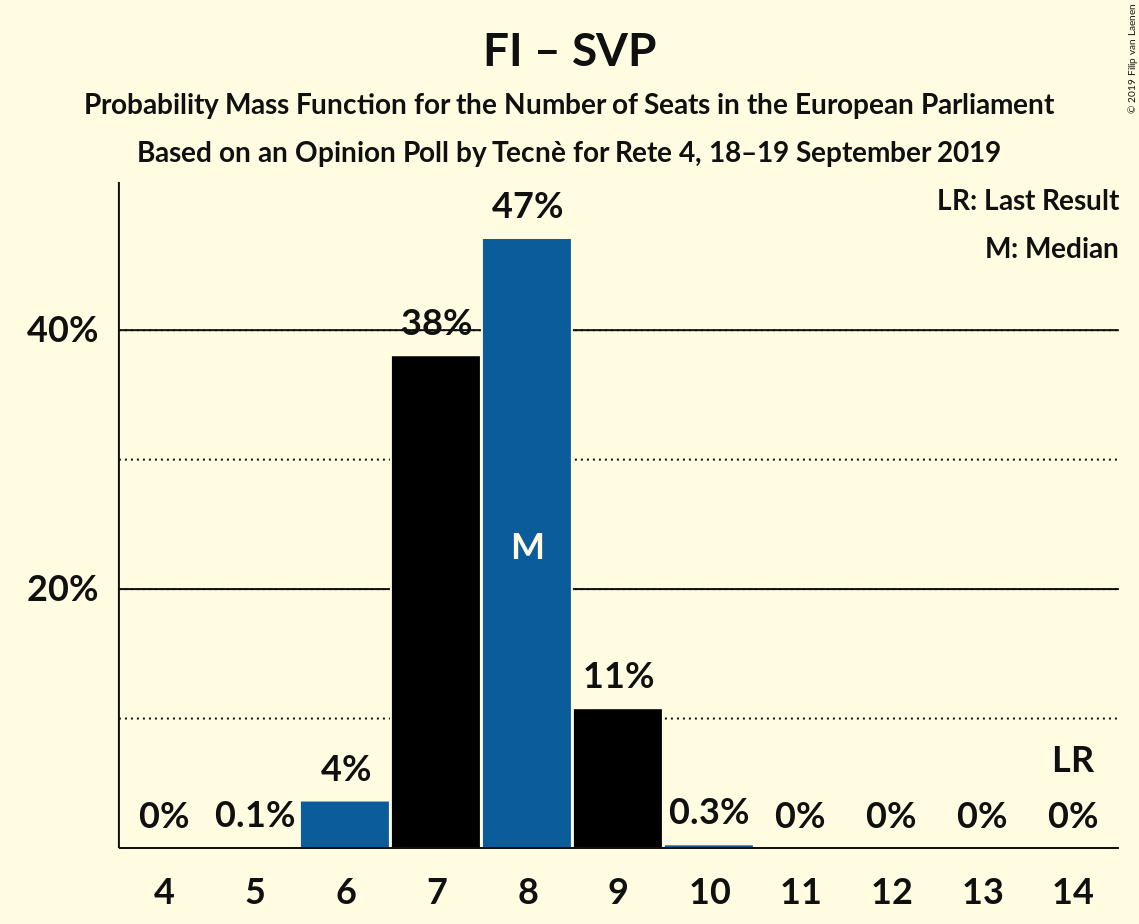 FI – SVP
Probability Mass Function for the Number of Seats in the European Parliament
Based on an Opinion Poll by Tecnè for Rete 4, 18–19 September 2019
© 2019 Filip van Laenen
LR: Last Result
M: Median
40%
20%
0%
0.1%
4%
38%
47%
M
11%
0.3%
0%
0%
0%
LR
0%
4 5 6 7 8 9 10 11 12 13 14